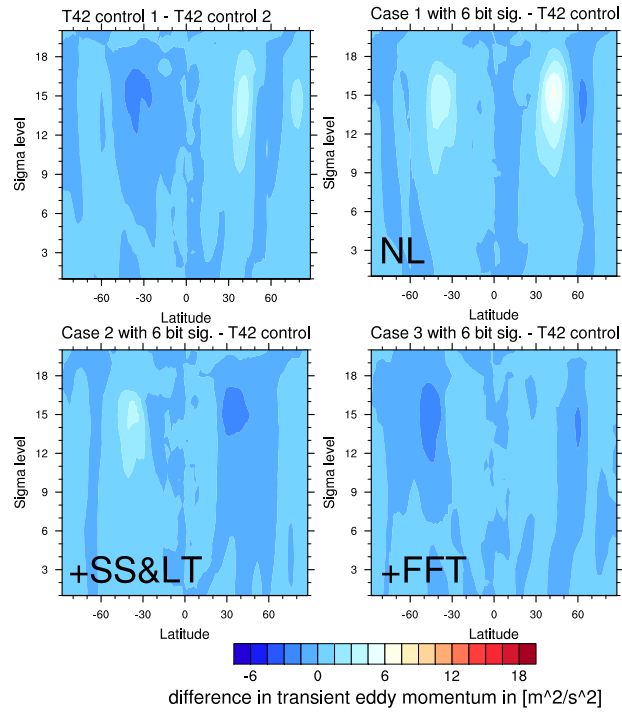 T42 control 1 - T42 control 2
Sigma level
18
15
12
9
6
3
-60 -30 0 30 60
Latitude
Case 1 with 6 bit sig. - T42 control
Sigma level
18
15
12
9
6
3
NL
-60 -30 0 30 60
Latitude
Case 2 with 6 bit sig. - T42 control
Sigma level
18
15
12
9
6
3
+SS&LT
-60 -30 0 30 60
Latitude
Case 3 with 6 bit sig. - T42 control
Sigma level
18
15
12
9
6
3
+FFT
-60 -30 0 30 60
Latitude
-6 0 6 12 18
difference in transient eddy momentum in [m^2/s^2]